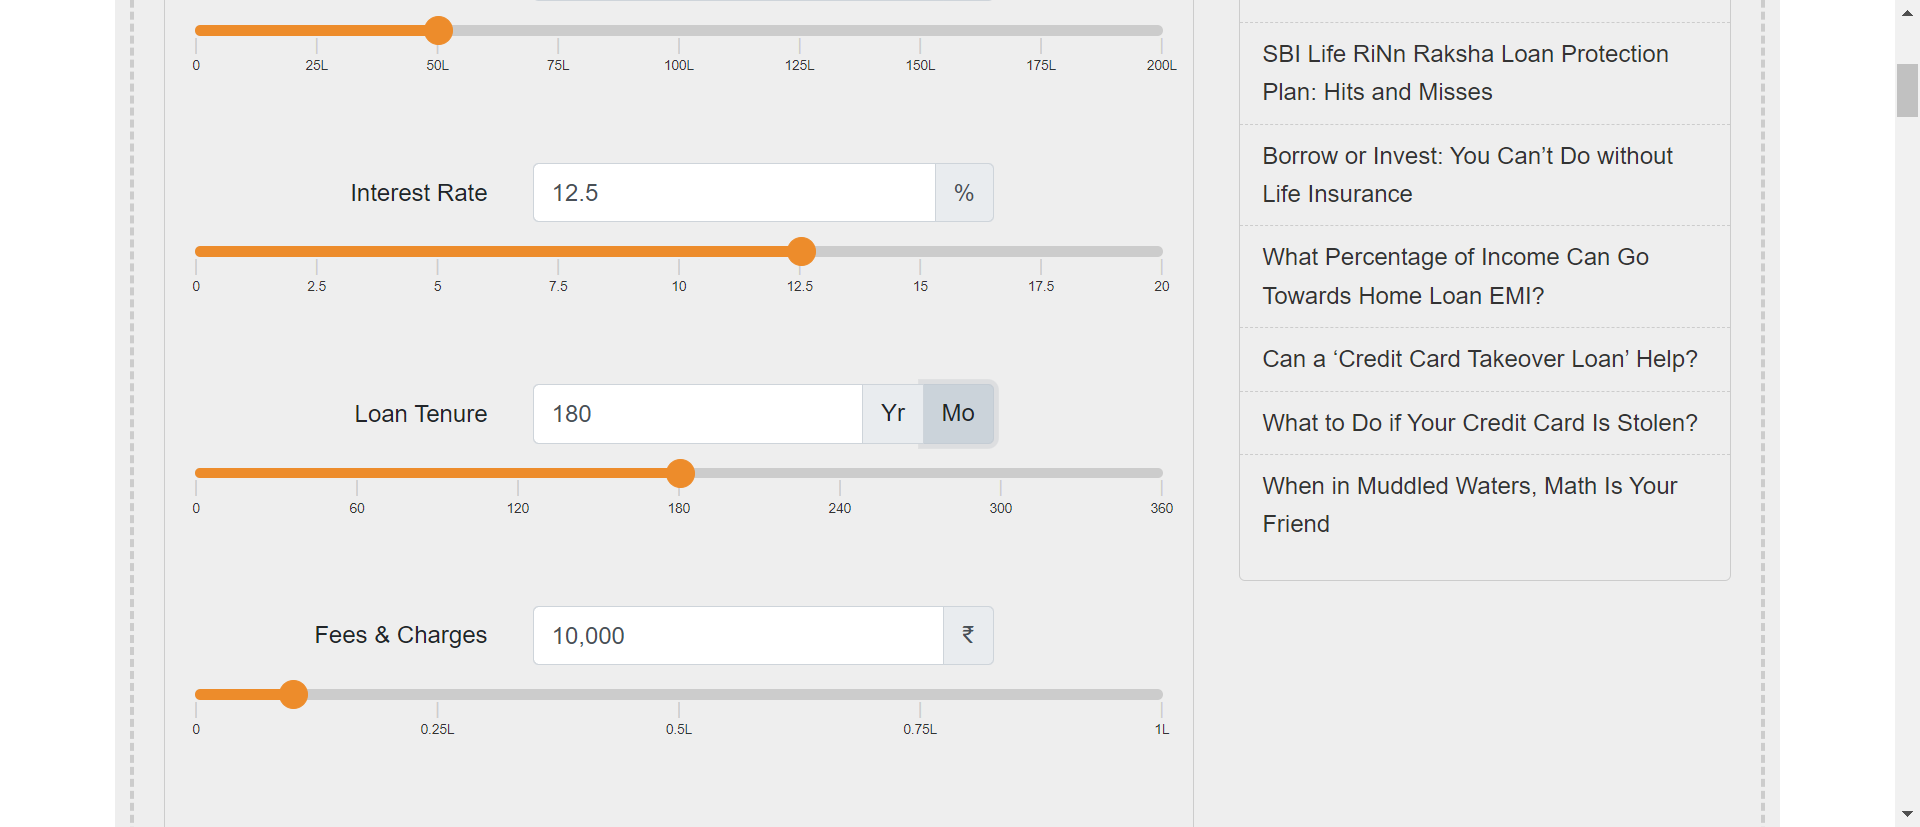 0 25L 50L 75L 100L 125L 150L 175L 200L
Interest Rate 12.5 %
0 2.5 5 7.5 10 12.5 15 17.5 20
Loan Tenure 180 Yr Mo
0 60 120 180 240 300 360
Fees & Charges 10,000 ₹
0 0.25L 0.5L 0.75L 1L
SBI Life RiNn Raksha Loan Protection
Plan: Hits and Misses
Borrow or Invest: You Can’t Do without
Life Insurance
What Percentage of Income Can Go
Towards Home Loan EMI?
Can a ‘Credit Card Takeover Loan’ Help?
What to Do if Your Credit Card Is Stolen?
When in Muddled Waters, Math Is Your
Friend